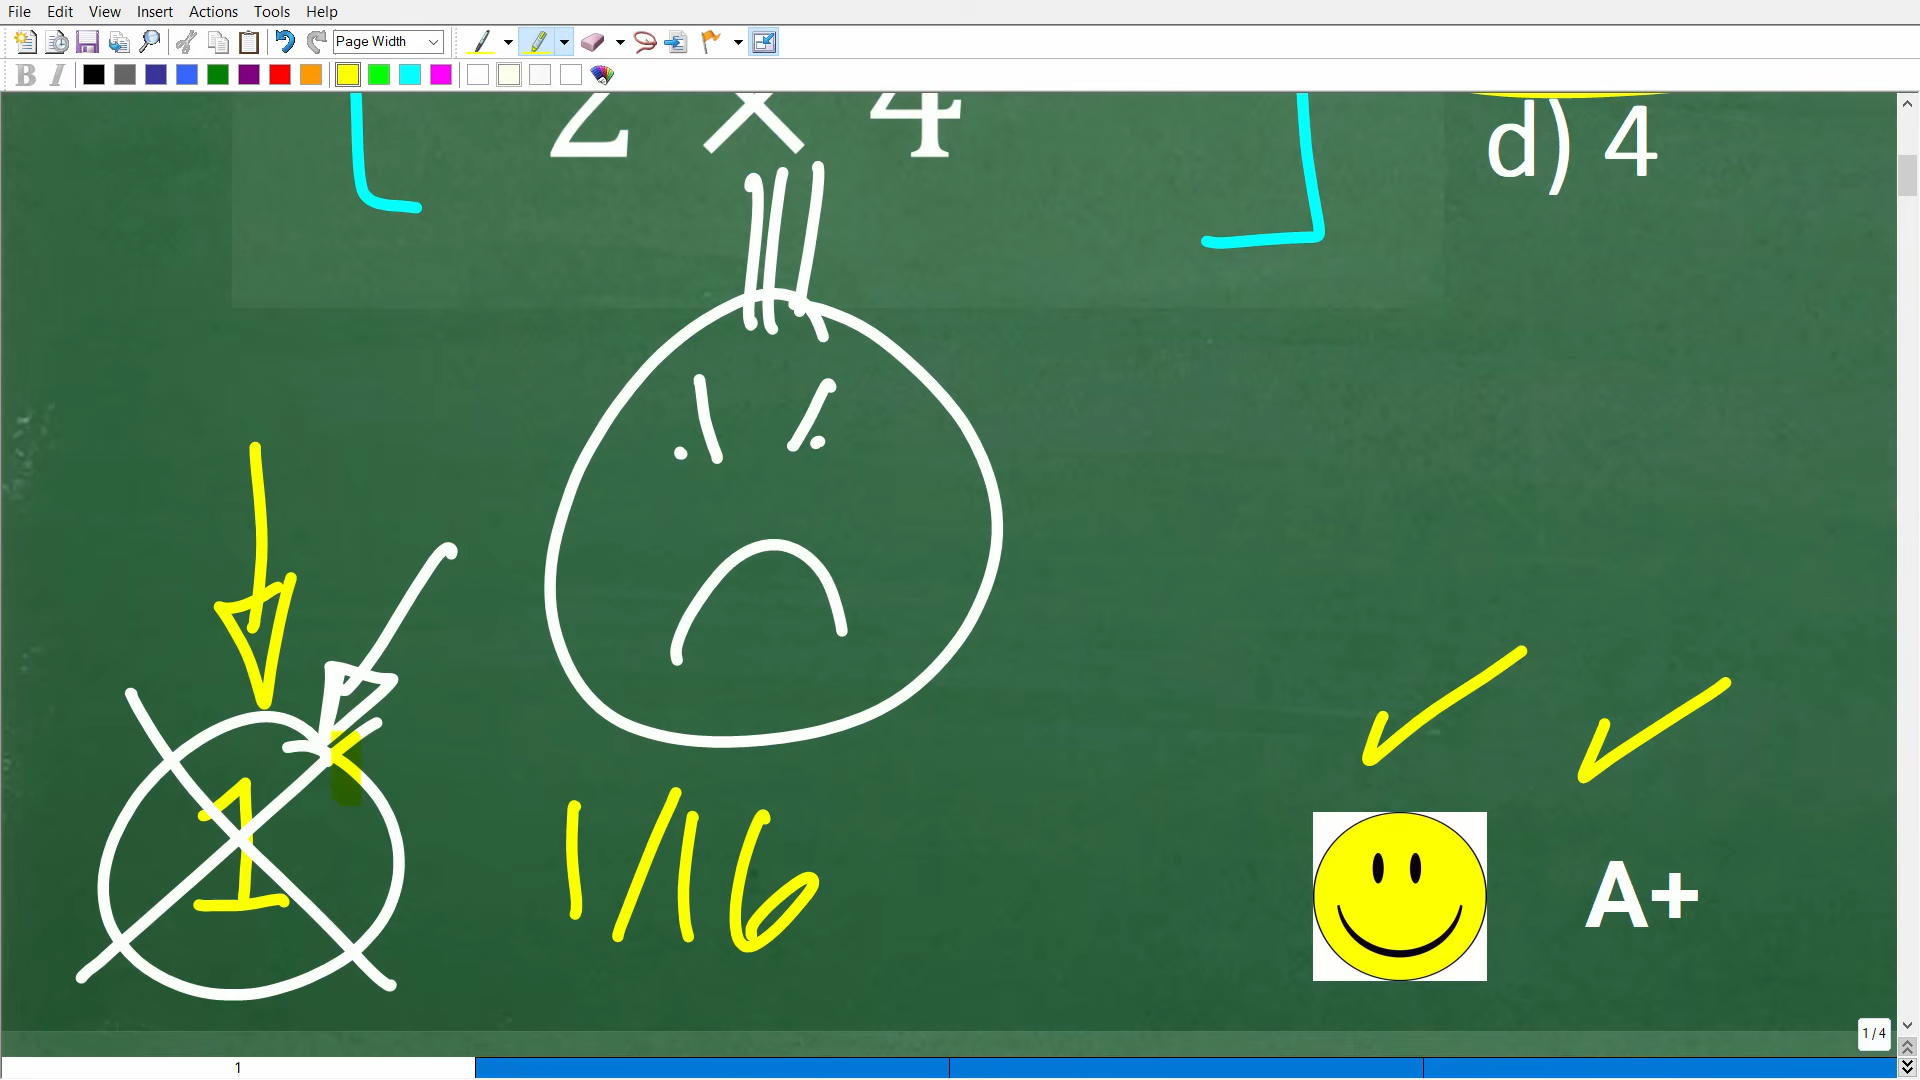 File Edit View Insert Actions Tools Help
Page Width
B I
2 × 4
d) 4
1
1/16
A+
1 / 4
1